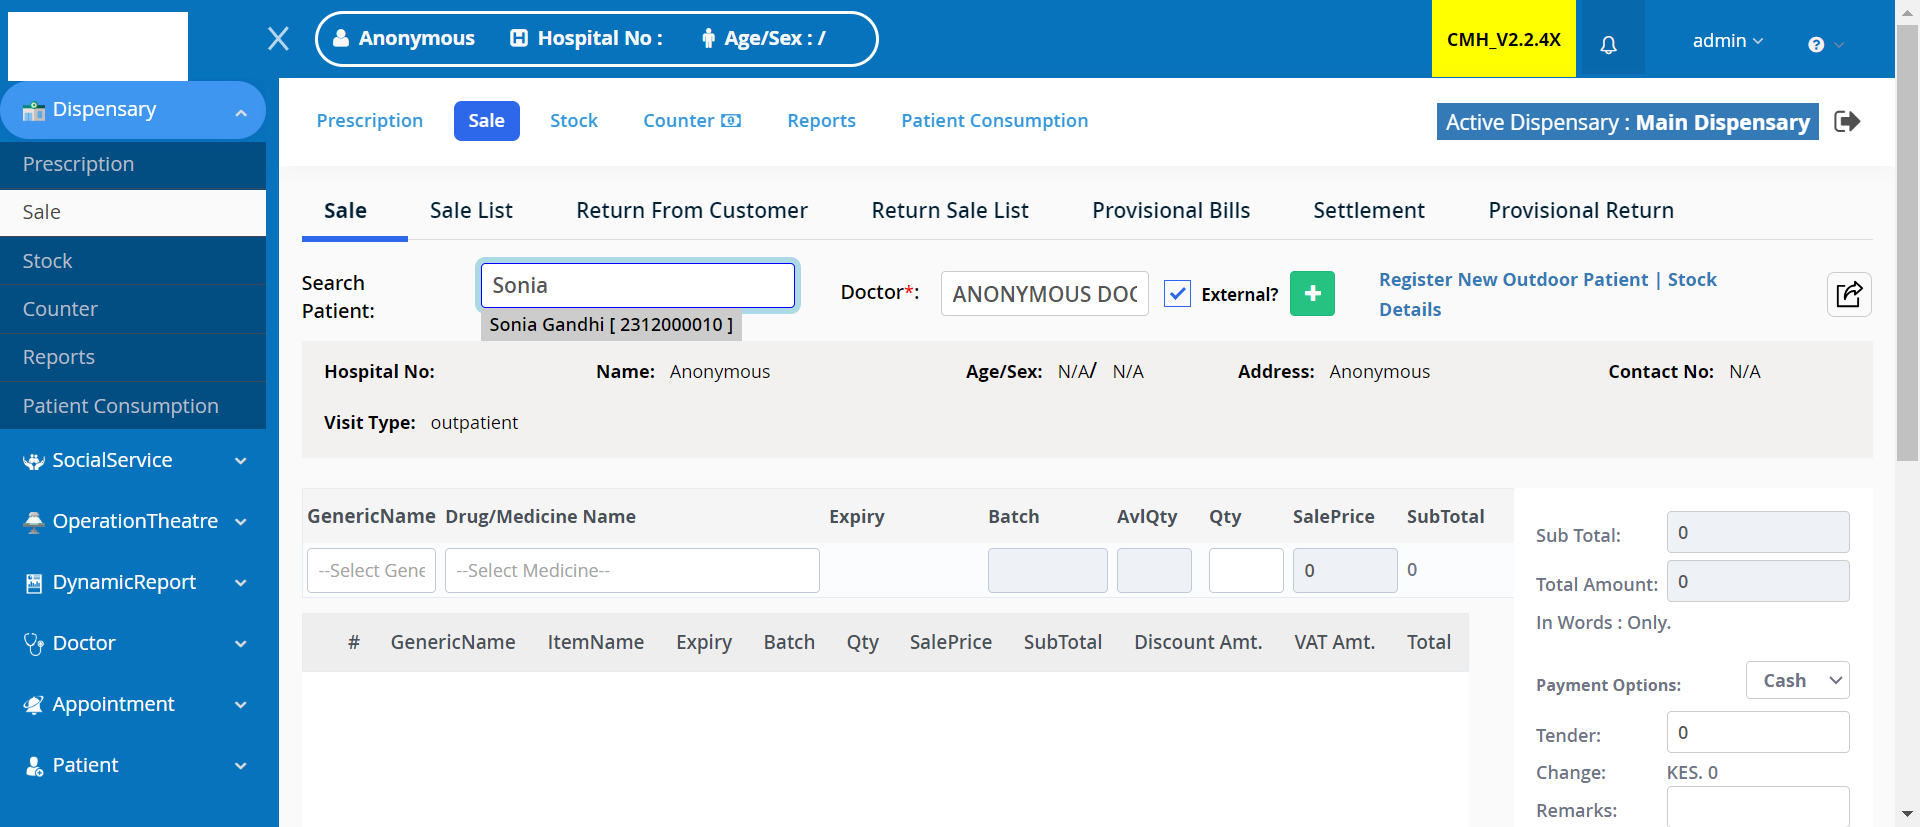 Anonymous Hospital No : Age/Sex : /
CMH_V2.2.4X
admin
Dispensary
Prescription
Sale
Stock
Counter
Reports
Patient Consumption
SocialService
OperationTheatre
DynamicReport
Doctor
Appointment
Patient
Prescription Sale Stock Counter Reports Patient Consumption
Active Dispensary : Main Dispensary
Sale Sale List Return From Customer Return Sale List Provisional Bills Settlement Provisional Return
Search
Patient:
Sonia
Sonia Gandhi [ 2312000010 ]
Doctor*: ANONYMOUS DOC
External?
Register New Outdoor Patient | Stock
Details
Hospital No: Name: Anonymous Age/Sex: N/A/ N/A Address: Anonymous Contact No: N/A
Visit Type: outpatient
GenericName Drug/Medicine Name Expiry Batch AvlQty Qty SalePrice SubTotal
--Select Gene --Select Medicine-- 0 0
# GenericName ItemName Expiry Batch Qty SalePrice SubTotal Discount Amt. VAT Amt. Total
Sub Total: 0
Total Amount: 0
In Words : Only.
Payment Options: Cash
Tender: 0
Change: KES. 0
Remarks: